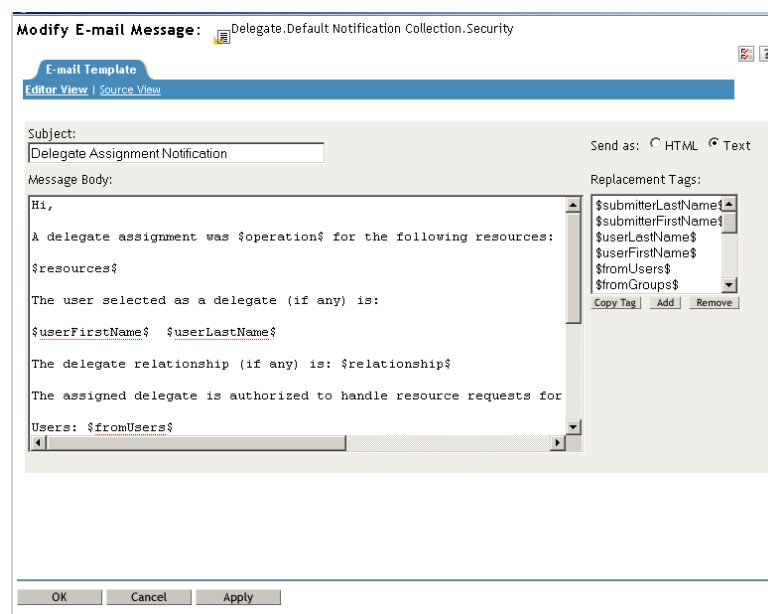 Modify E-mail Message: Delegate.Default Notification Collection.Security
E-mail Template
Editor View | Source View
Subject:
Delegate Assignment Notification
Send as: HTML Text
Message Body:
Replacement Tags:
Hi,
A delegate assignment was $operation$ for the following resources:
$resources$
The user selected as a delegate (if any) is:
$userFirstName$ $userLastName$
The delegate relationship (if any) is: $relationship$
The assigned delegate is authorized to handle resource requests for
Users: $fromUsers$
$submitterLastName$
$submitterFirstName$
$userLastName$
$userFirstName$
$fromUsers$
$fromGroups$
Copy Tag Add Remove
OK Cancel Apply